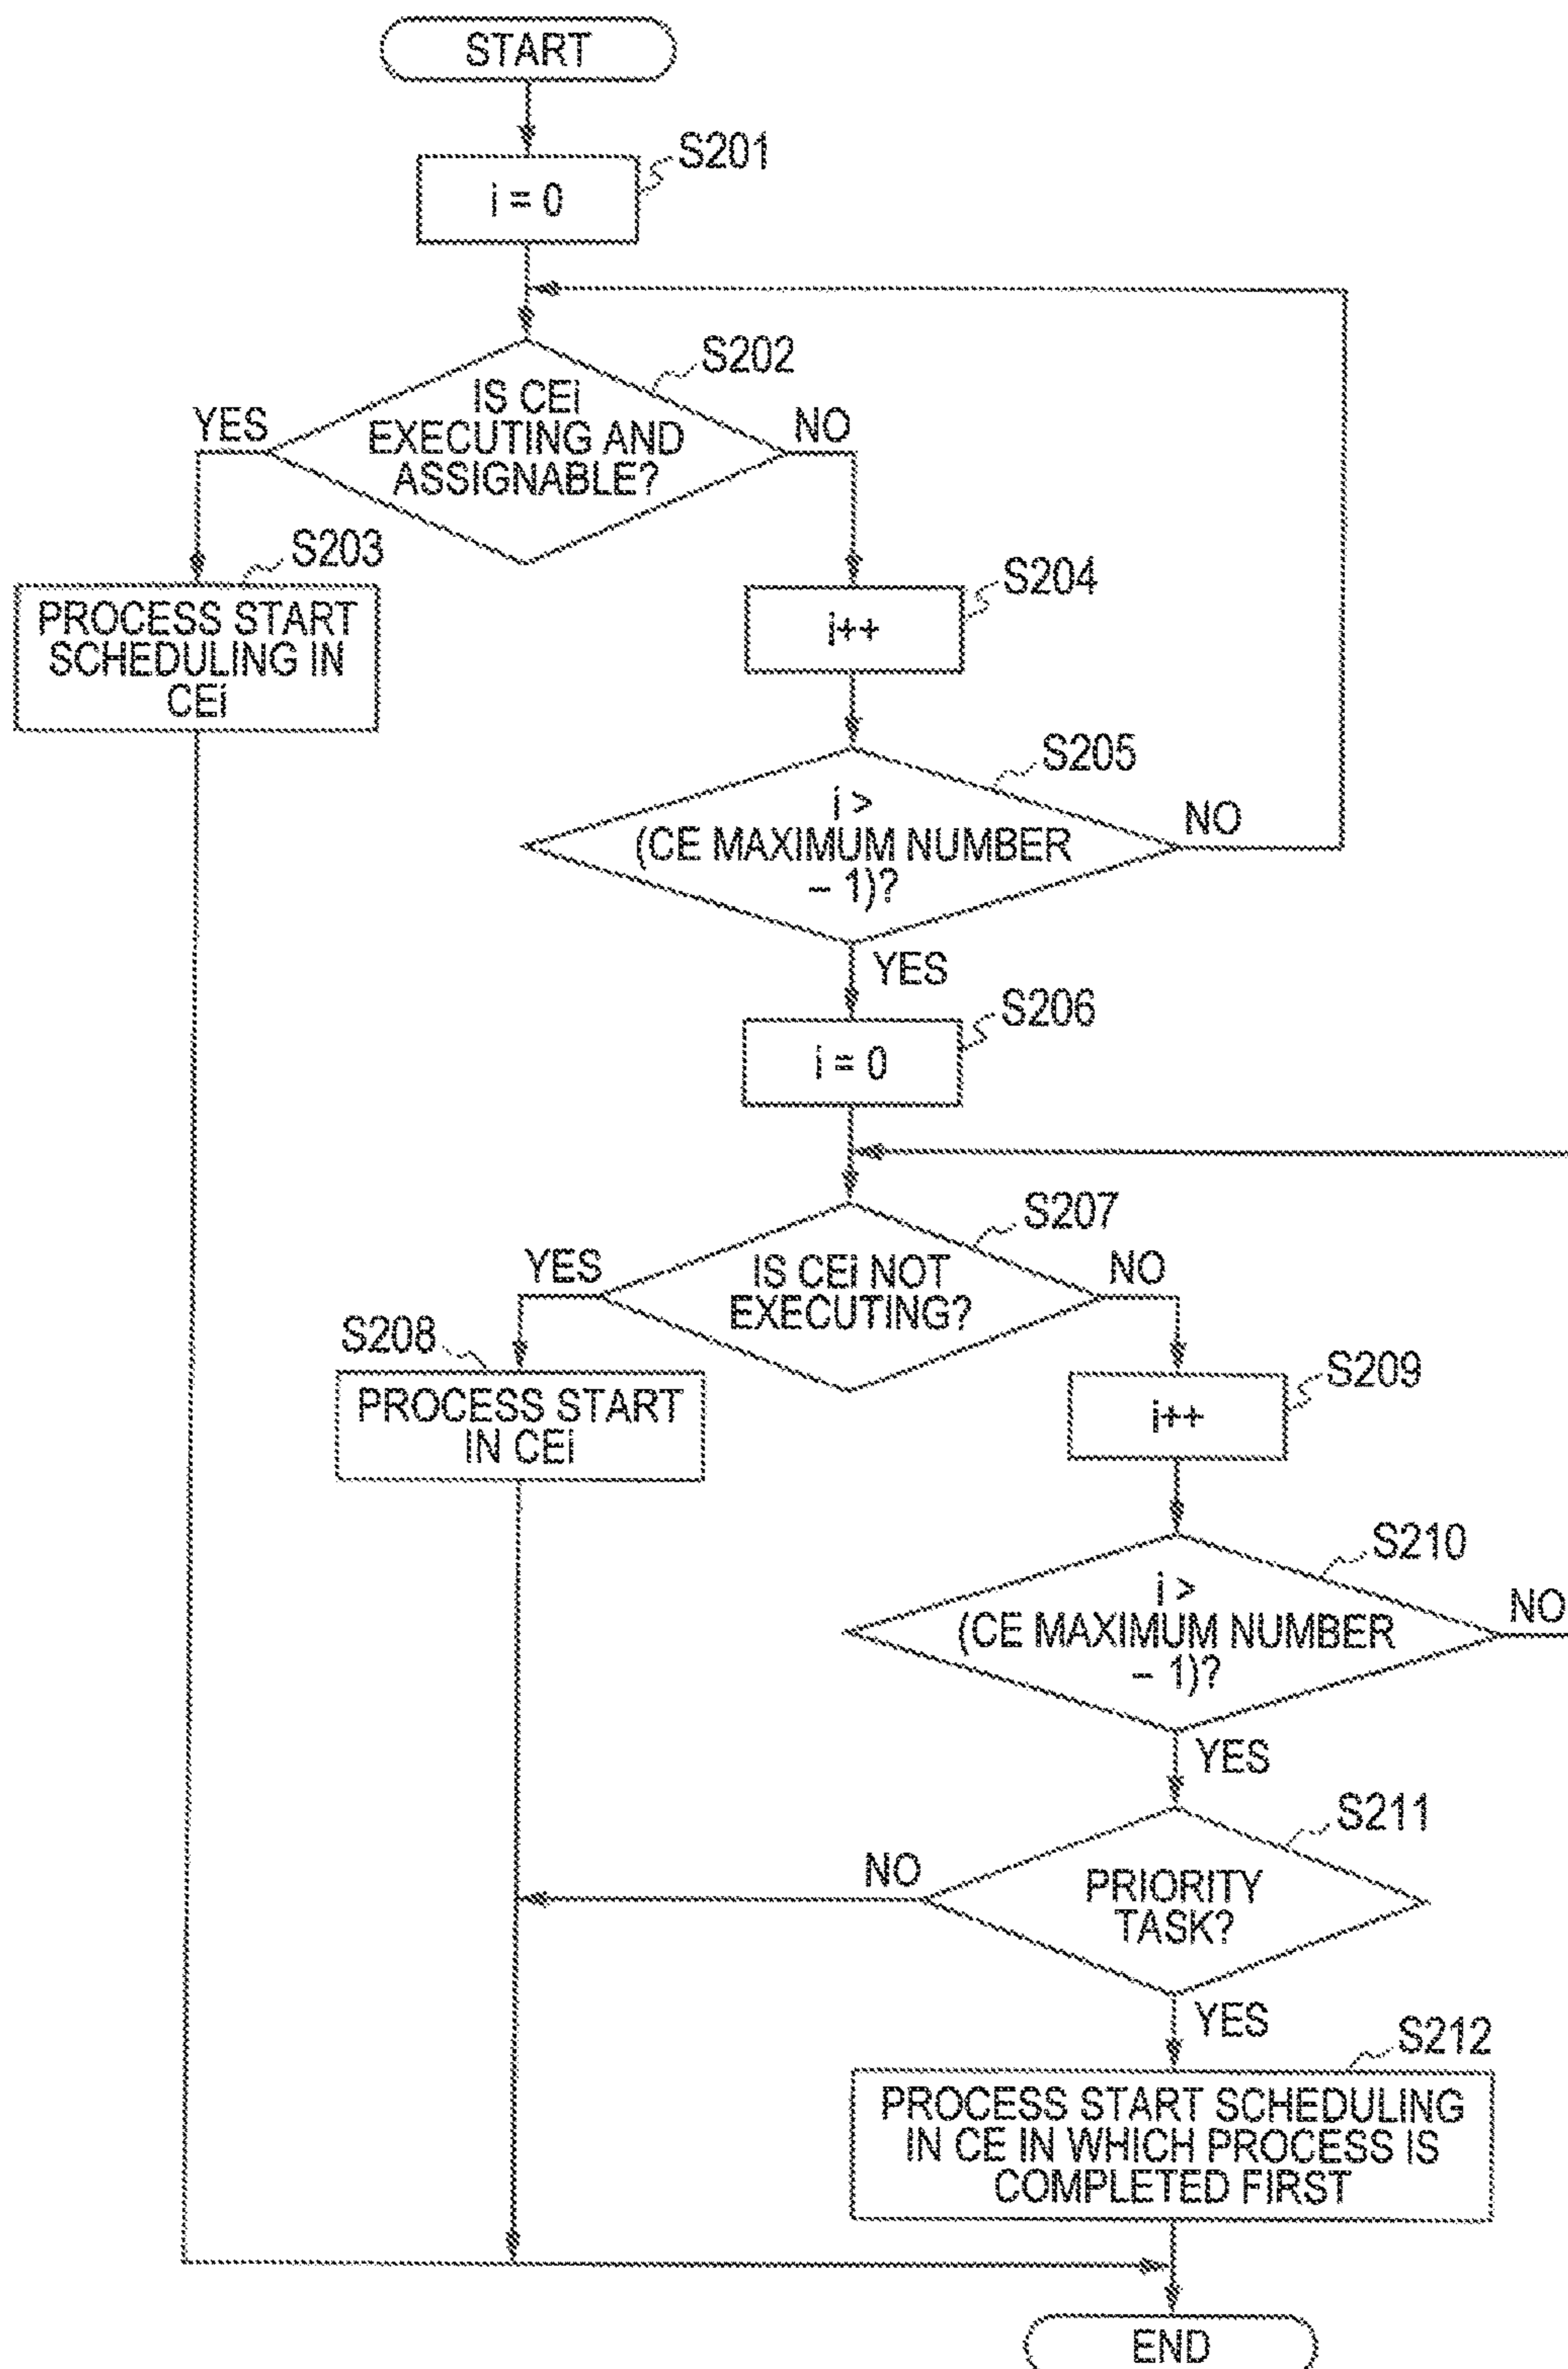 START
S201
i = 0
S202
IS CEi
EXECUTING AND
ASSIGNABLE?
YES
NO
S203
PROCESS START
SCHEDULING IN
CEi
S204
i++
S205
i >
(CE MAXIMUM NUMBER
– 1)?
NO
YES
S206
i = 0
S207
IS CEi NOT
EXECUTING?
YES
NO
S208
PROCESS START
IN CEi
S209
i++
S210
i >
(CE MAXIMUM NUMBER
– 1)?
NO
YES
S211
PRIORITY
TASK?
NO
YES
S212
PROCESS START SCHEDULING
IN CE IN WHICH PROCESS IS
COMPLETED FIRST
END